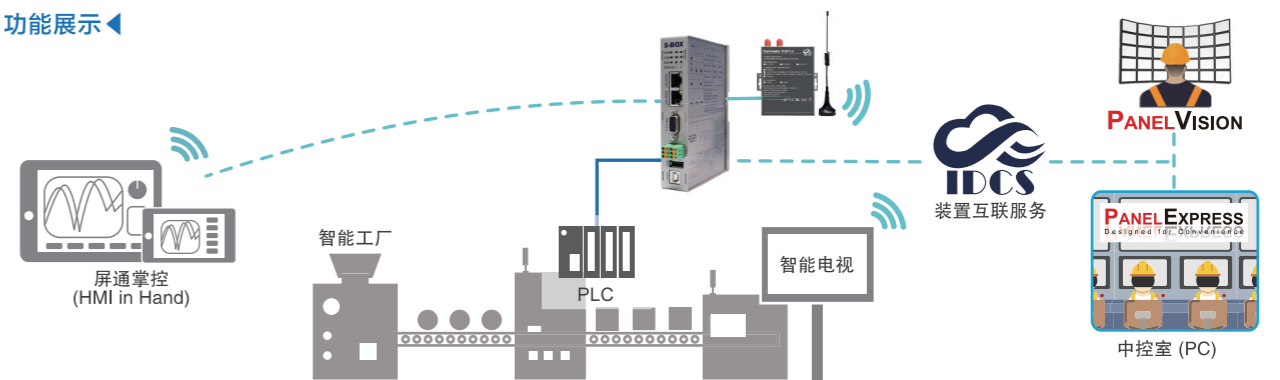 功能展示
S-BOX
PANELVISION
IDCS
装置互联服务
PANELEXPRESS
Designed for Convenience
智能工厂
屏通掌控
(HMI in Hand)
PLC
智能电视
中控室 (PC)